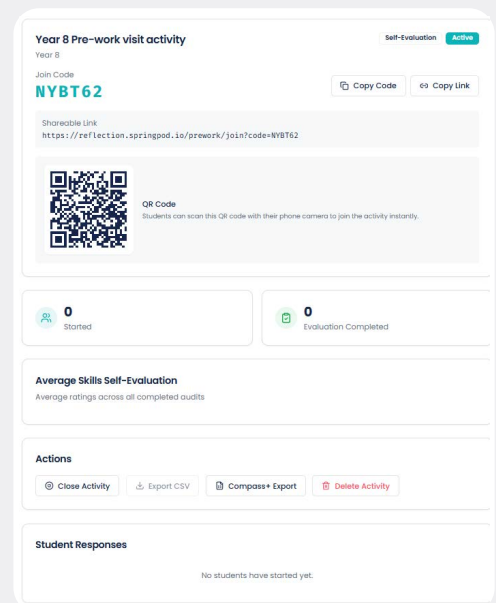 Year 8 Pre-work visit activity
Self-Evaluation
Active
Year 8
Join Code
NYBT62
Copy Code
Copy Link
Shareable Link
https://reflection.springpod.io/prework/join?code=NYBT62
QR Code
Students can scan this QR code with their phone camera to join the activity instantly.
0
Started
0
Evaluation Completed
Average Skills Self-Evaluation
Average ratings across all completed audits
Actions
Close Activity
Export CSV
Compass+ Export
Delete Activity
Student Responses
No students have started yet.